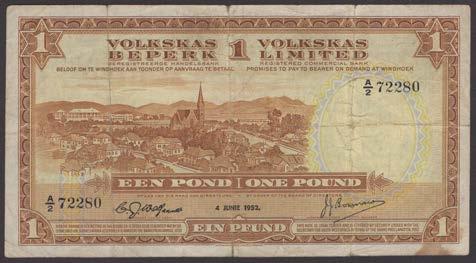 1 VOLKSKAS 1 VOLKSKAS 1
BEPERK LIMITED
GEREGISTREERDE HANDELSBANK REGISTERED COMMERCIAL BANK
BELOOF OM TE WINDHOEK AAN TOONDER OP AANVRAAG TE BETAAL PROMISES TO PAY TO BEARER ON DEMAND AT WINDHOEK
A/2 72280
EEN POND ONE POUND
A/2 72280
4 JUNIE 1952.
1 EIN PFUND 1